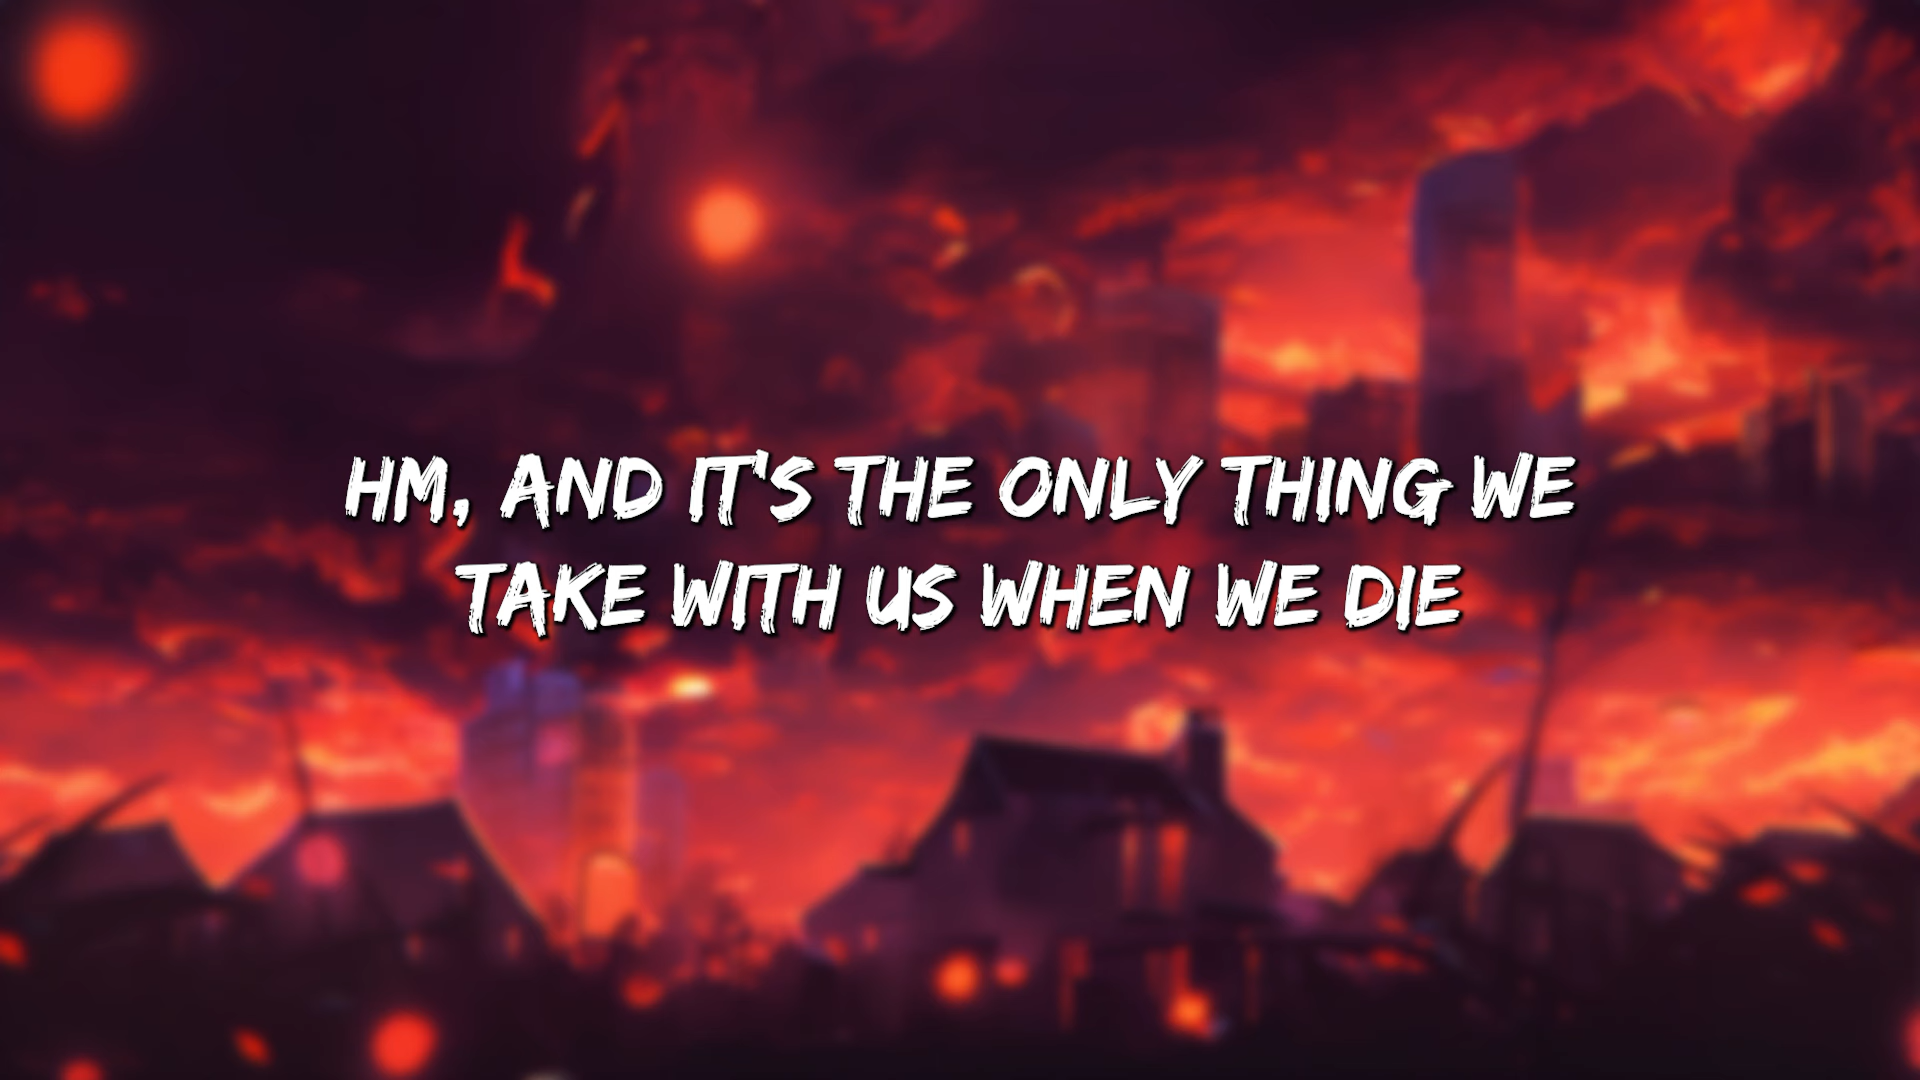 HM, AND IT'S THE ONLY THING WE
TAKE WITH US WHEN WE DIE